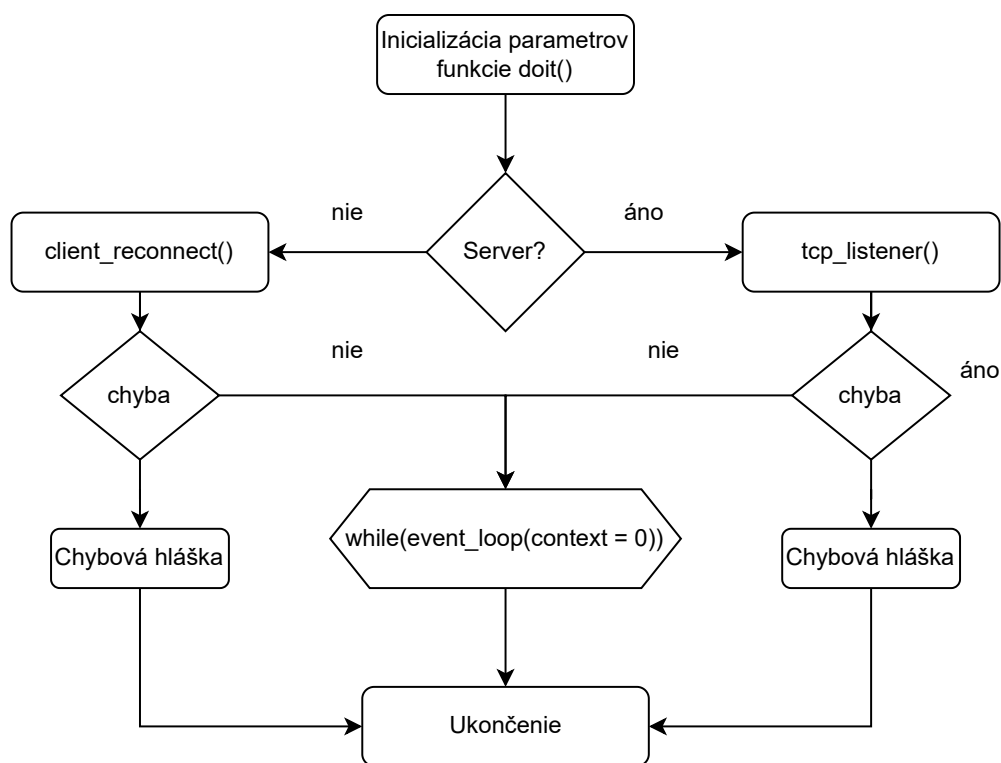 Inicializácia parametrov
funkcie doit()
nie
áno
client_reconnect()
Server?
tcp_listener()
nie
nie
áno
chyba
chyba
while(event_loop(context = 0))
Chybová hláška
Chybová hláška
Ukončenie